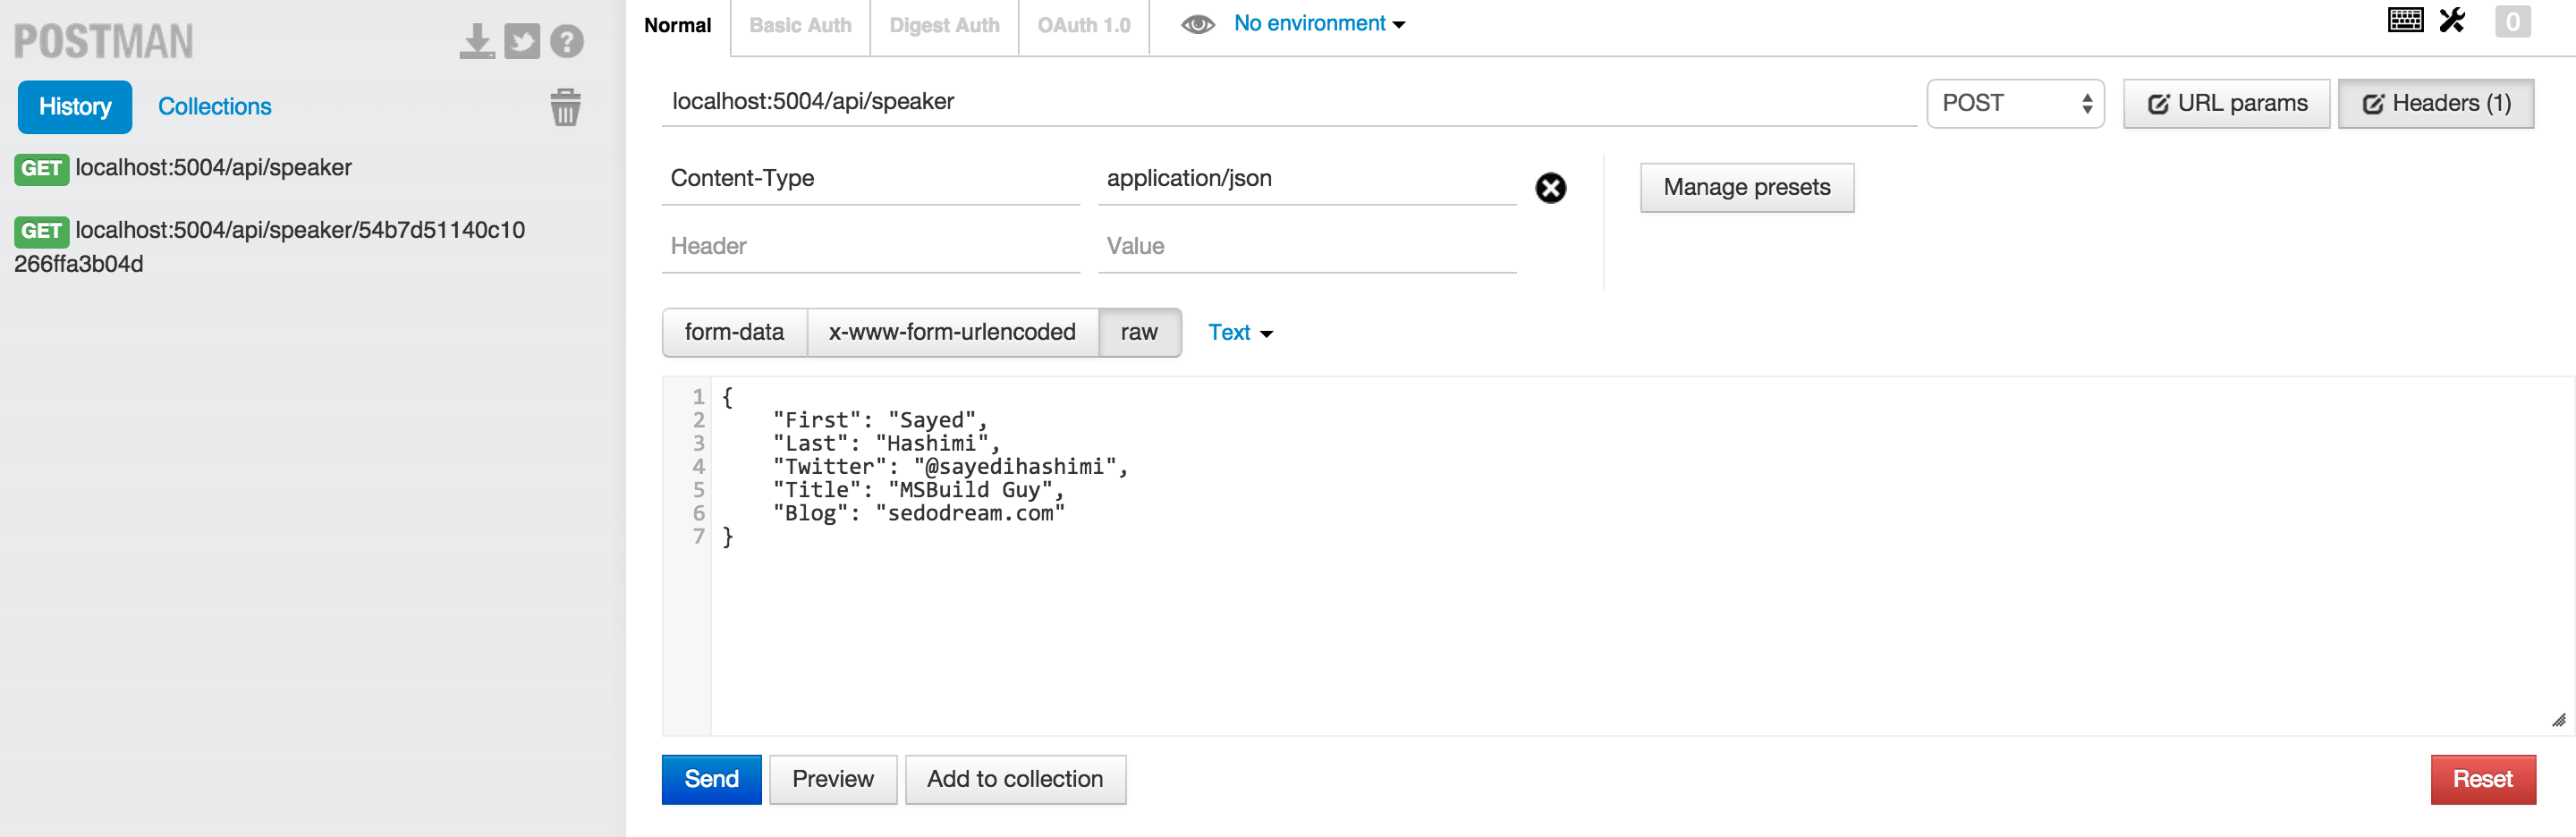 POSTMAN
History Collections
GET localhost:5004/api/speaker
GET localhost:5004/api/speaker/54b7d51140c10
266ffa3b04d
Normal Basic Auth Digest Auth OAuth 1.0 No environment 0
localhost:5004/api/speaker POST URL params Headers (1)
Content-Type application/json Manage presets
Header Value
form-data x-www-form-urlencoded raw Text
1 {
2 "First": "Sayed",
3 "Last": "Hashimi",
4 "Twitter": "@sayedihashimi",
5 "Title": "MSBuild Guy",
6 "Blog": "sedodream.com"
7 }
Send Preview Add to collection Reset